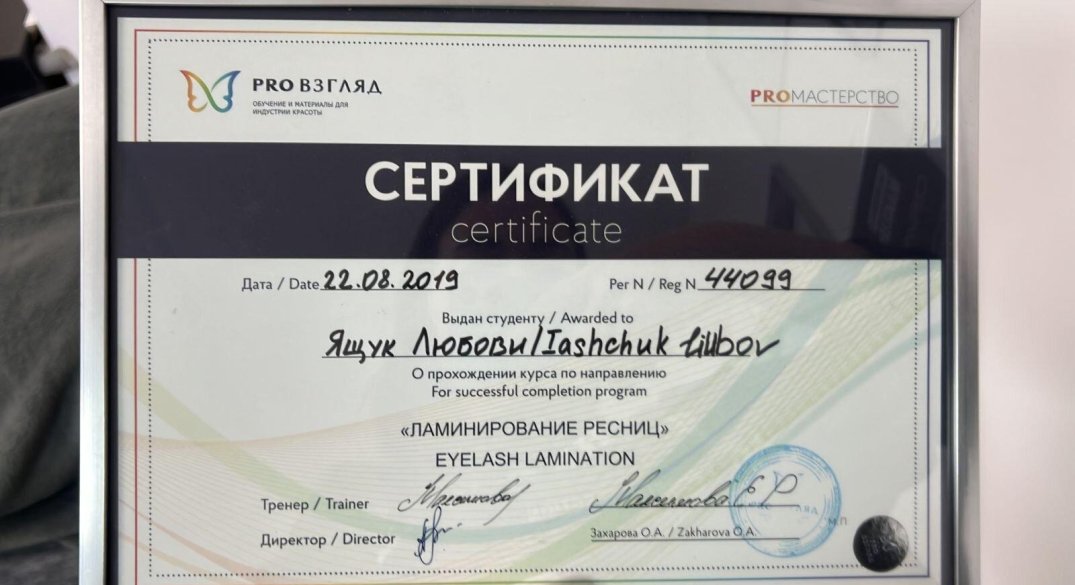 PRO ВЗГЛЯД
ОБУЧЕНИЕ И МАТЕРИАЛЫ ДЛЯ
ИНДУСТРИИ КРАСОТЫ
PROМАСТЕРСТВО
СЕРТИФИКАТ
certificate
Дата / Date 22.08.2019
Рег N / Reg N 44099
Выдан студенту / Awarded to
Ящук Любови/Iashchuk Liubov
О прохождении курса по направлению
For successful completion program
«ЛАМИНИРОВАНИЕ РЕСНИЦ»
EYELASH LAMINATION
Тренер / Trainer
Директор / Director
Захарова О.А. / Zakharova O.A.
М.П.